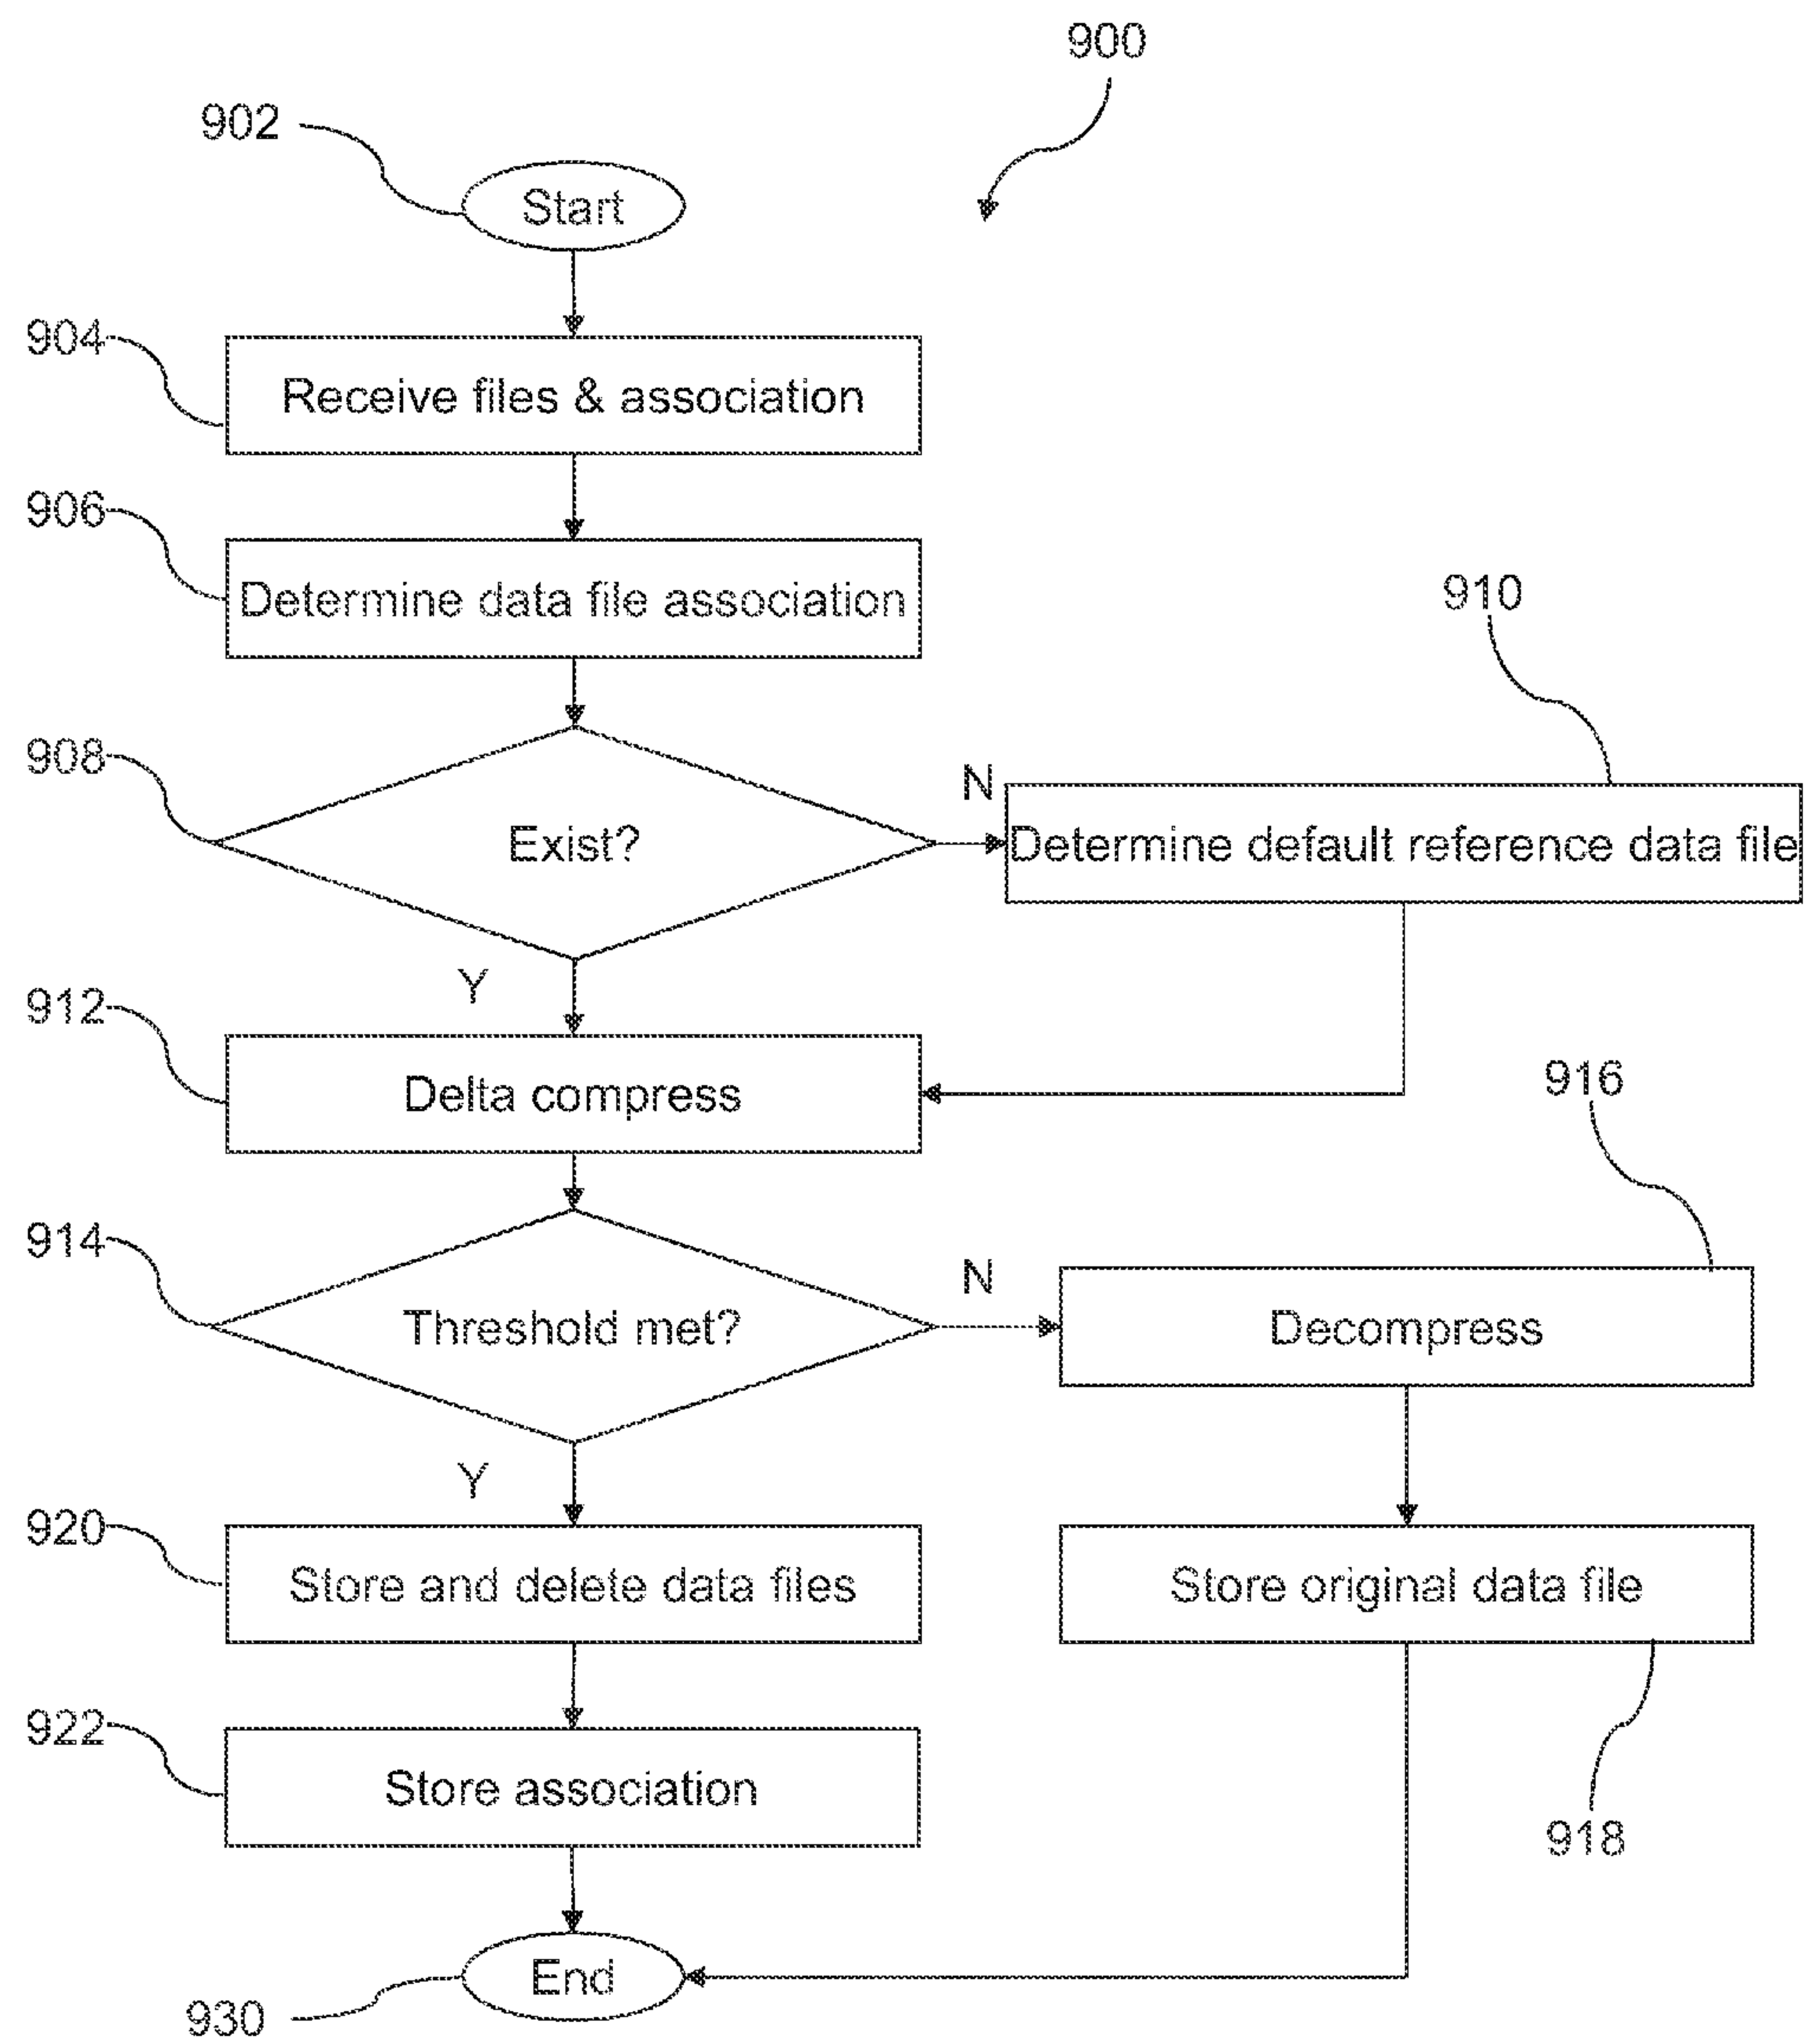 900
902
Start
904
Receive files & association
906
Determine data file association
910
908
N
Exist?
Determine default reference data file
Y
912
Delta compress
916
914
N
Threshold met?
Decompress
Y
920
Store and delete data files
Store original data file
922
Store association
918
End
930